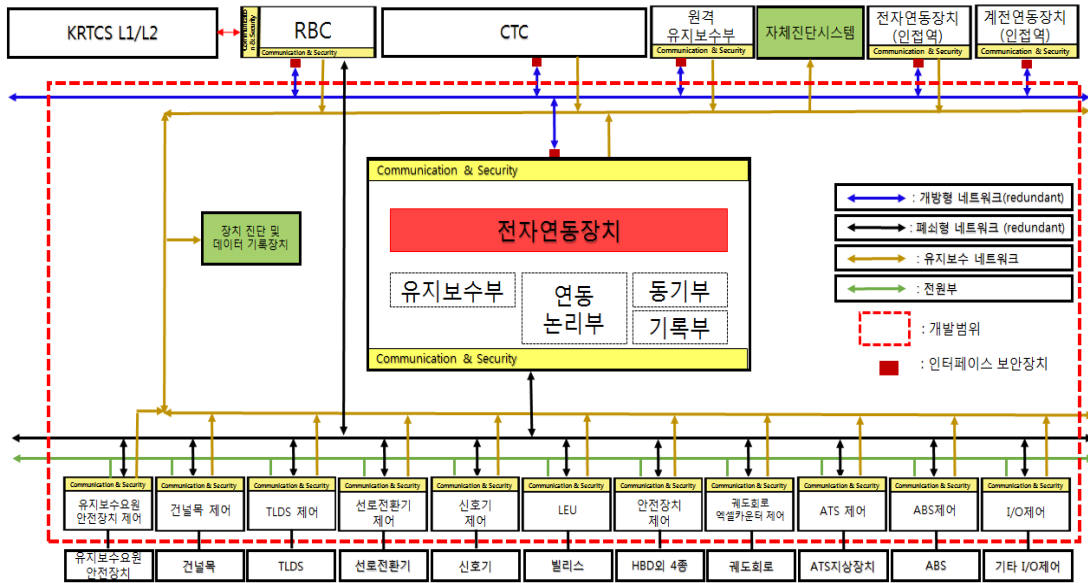 KRTCS L1/L2
Communicatio
n & Security
RBC
Communication & Security
CTC
원격
유지보수부
Communication & Security
자체진단시스템
전자연동장치
(인접역)
Communication & Security
계전연동장치
(인접역)
Communication & Security
Communication & Security
전자연동장치
유지보수부
연동
논리부
동기부
기록부
Communication & Security
장치 진단 및
데이터 기록장치
: 개방형 네트워크(redundant)
: 폐쇠형 네트워크 (redundant)
: 유지보수 네트워크
: 전원부
: 개발범위
: 인터페이스 보안장치
Communication & Security
유지보수요원
안전장치 제어
Communication & Security
건널목 제어
Communication & Security
TLDS 제어
Communication & Security
선로전환기
제어
Communication & Security
신호기
제어
Communication & Security
LEU
Communication & Security
안전장치
제어
Communication & Security
궤도회로
엑셀카운터 제어
Communication & Security
ATS 제어
Communication & Security
ABS제어
Communication & Security
I/O제어
유지보수요원
안전장치
건널목
TLDS
선로전환기
신호기
빌리스
HBD외 4종
궤도회로
ATS지상장치
ABS
기타 I/O제어